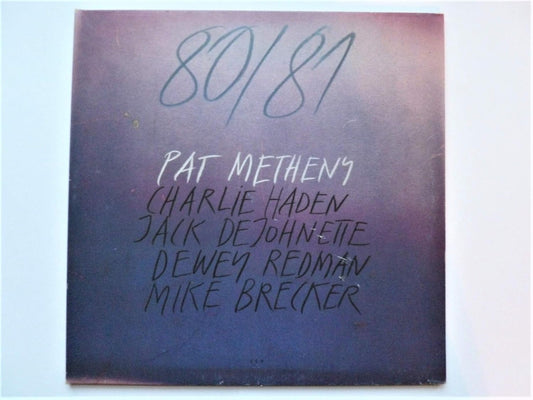 80/81
PAT METHENY
CHARLIE HADEN
JACK DEJOHNETTE
DEWEY REDMAN
MIKE BRECKER